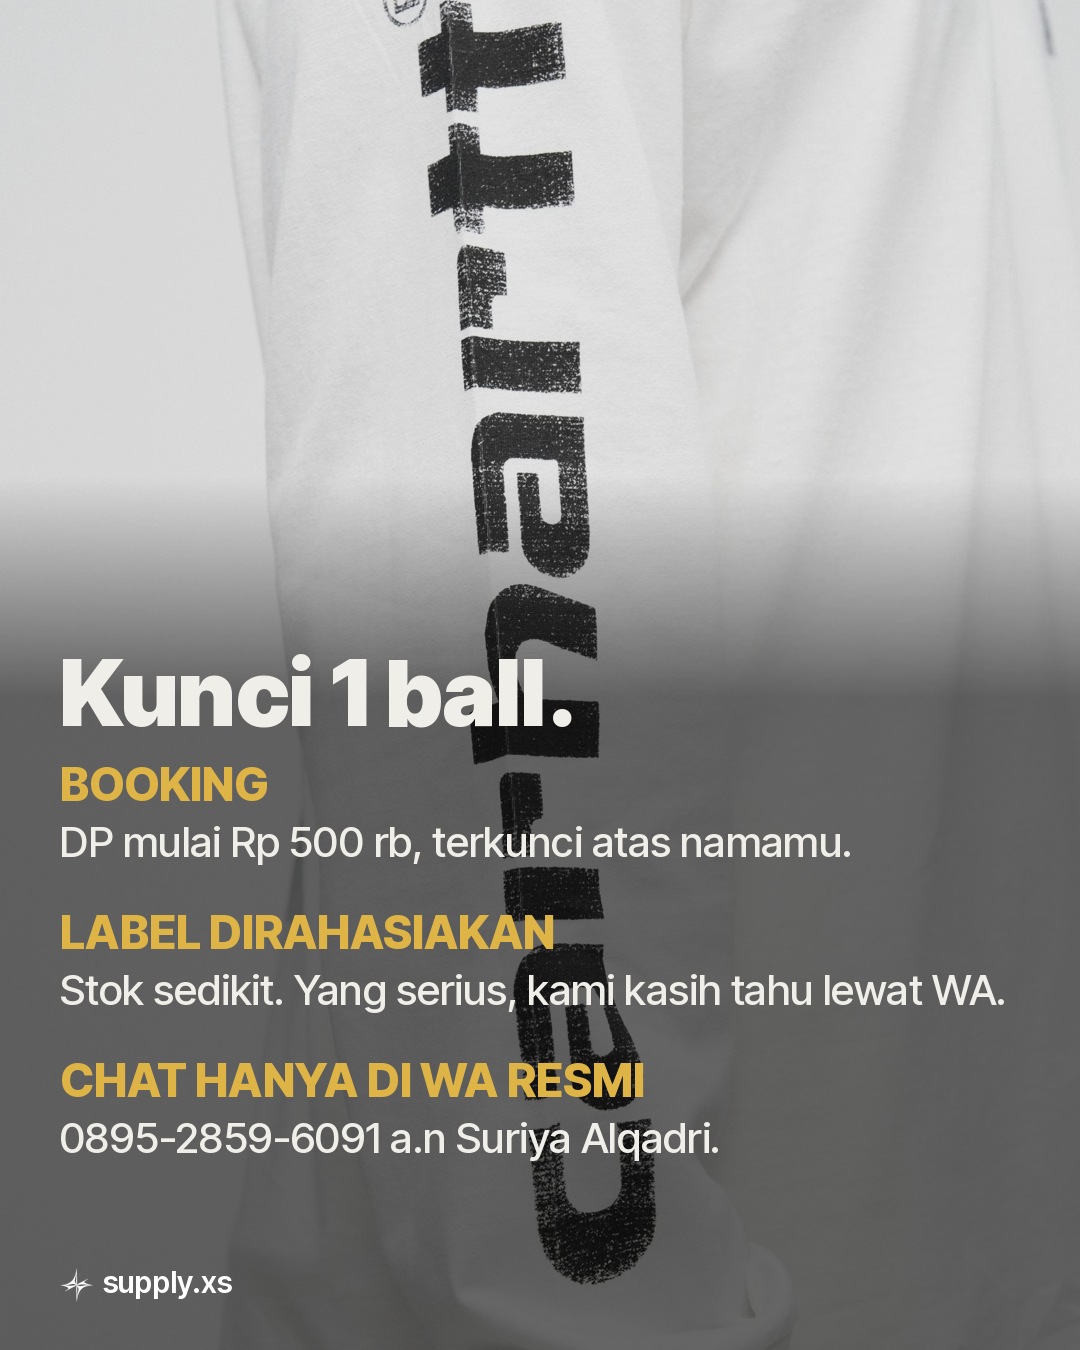 Kunci 1 ball.
BOOKING
DP mulai Rp 500 rb, terkunci atas namamu.
LABEL DIRAHASIAKAN
Stok sedikit. Yang serius, kami kasih tahu lewat WA.
CHAT HANYA DI WA RESMI
0895-2859-6091 a.n Suriya Alqadri.
supply.xs